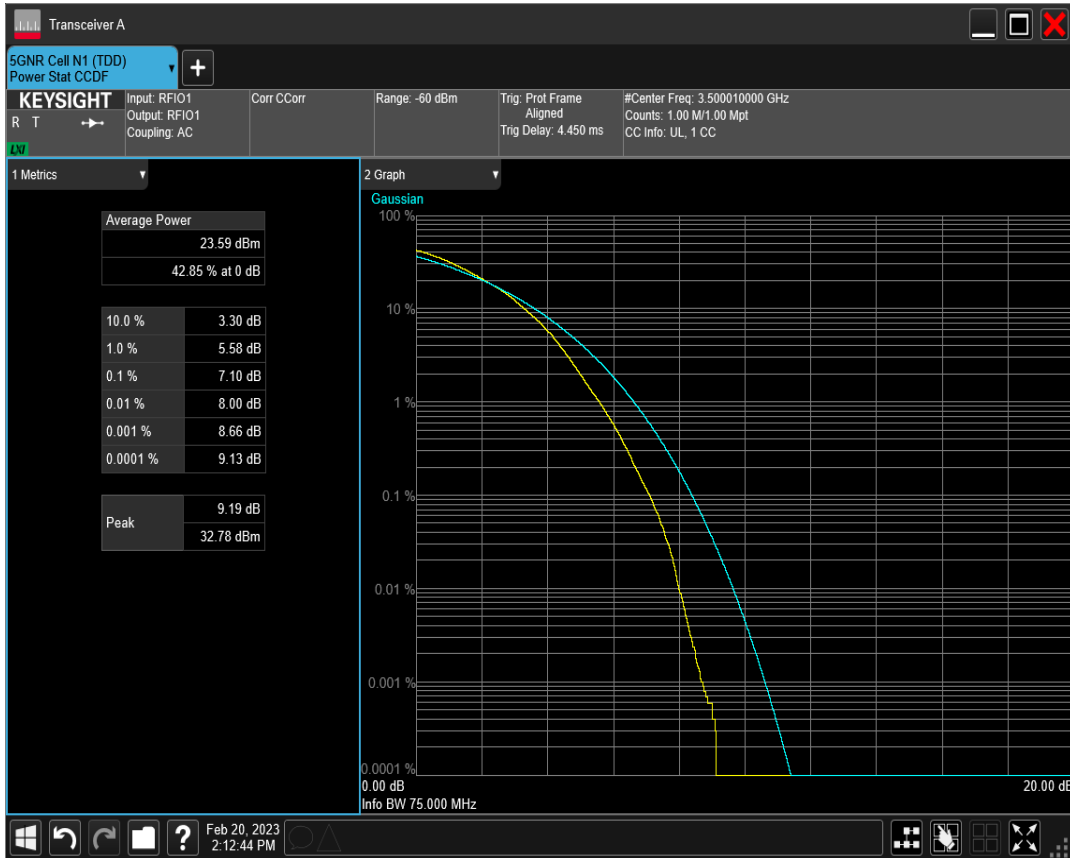 Transceiver A
5GNR Cell N1 (TDD)
Power Stat CCDF
+
KEYSIGHT
R T
LXI
Input: RFIO1
Output: RFIO1
Coupling: AC
Corr CCorr
Range: -60 dBm
Trig: Prot Frame
Aligned
Trig Delay: 4.450 ms
#Center Freq: 3.500010000 GHz
Counts: 1.00 M/1.00 Mpt
CC Info: UL, 1 CC
1 Metrics
Average Power
23.59 dBm
42.85 % at 0 dB
10.0 % 3.30 dB
1.0 % 5.58 dB
0.1 % 7.10 dB
0.01 % 8.00 dB
0.001 % 8.66 dB
0.0001 % 9.13 dB
Peak
9.19 dB
32.78 dBm
2 Graph
Gaussian
100 %
10 %
1 %
0.1 %
0.01 %
0.001 %
0.0001 %
0.00 dB
20.00 dB
Info BW 75.000 MHz
?
Feb 20, 2023
2:12:44 PM